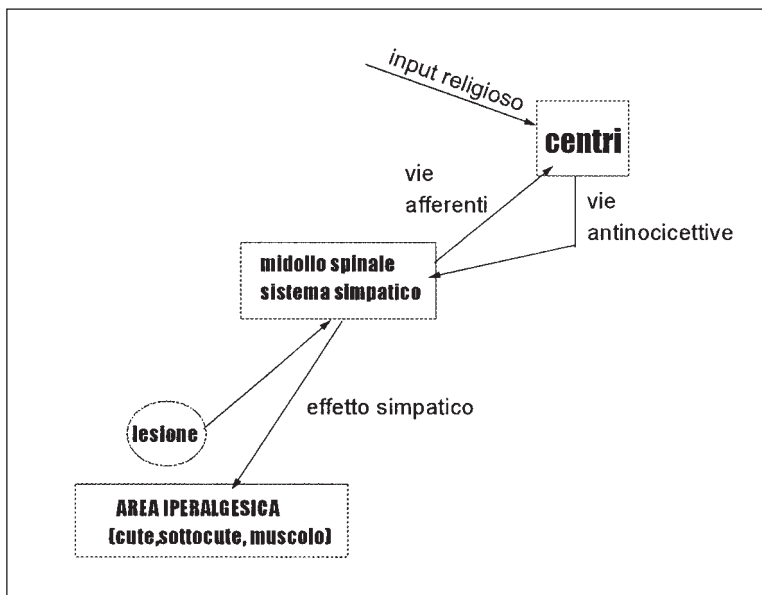 input religioso
centri
vie
afferenti
vie
antinocicettive
midollo spinale
sistema simpatico
effetto simpatico
lesione
AREA IPERALGESICA
(cute,sottocute, muscolo)